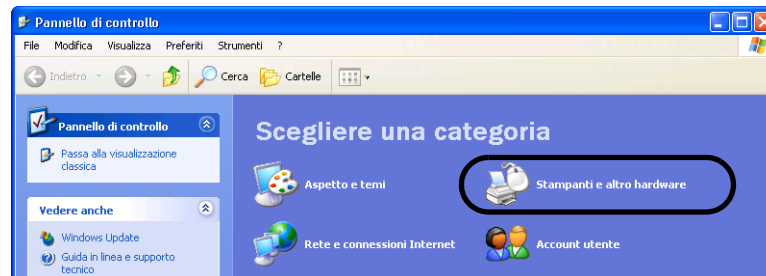 Pannello di controllo
File Modifica Visualizza Preferiti Strumenti ?
Indietro Cerca Cartelle
Pannello di controllo
Passa alla visualizzazione
classica
Vedere anche
Windows Update
Guida in linea e supporto
tecnico
Scegliere una categoria
Aspetto e temi
Stampanti e altro hardware
Rete e connessioni Internet
Account utente